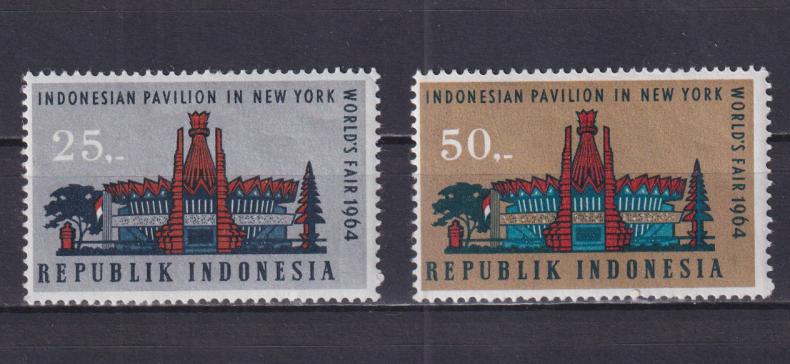 INDONESIAN PAVILION IN NEW YORK
WORLD'S FAIR 1964
25,-
REPUBLIK INDONESIA
INDONESIAN PAVILION IN NEW YORK
WORLD'S FAIR 1964
50,-
REPUBLIK INDONESIA